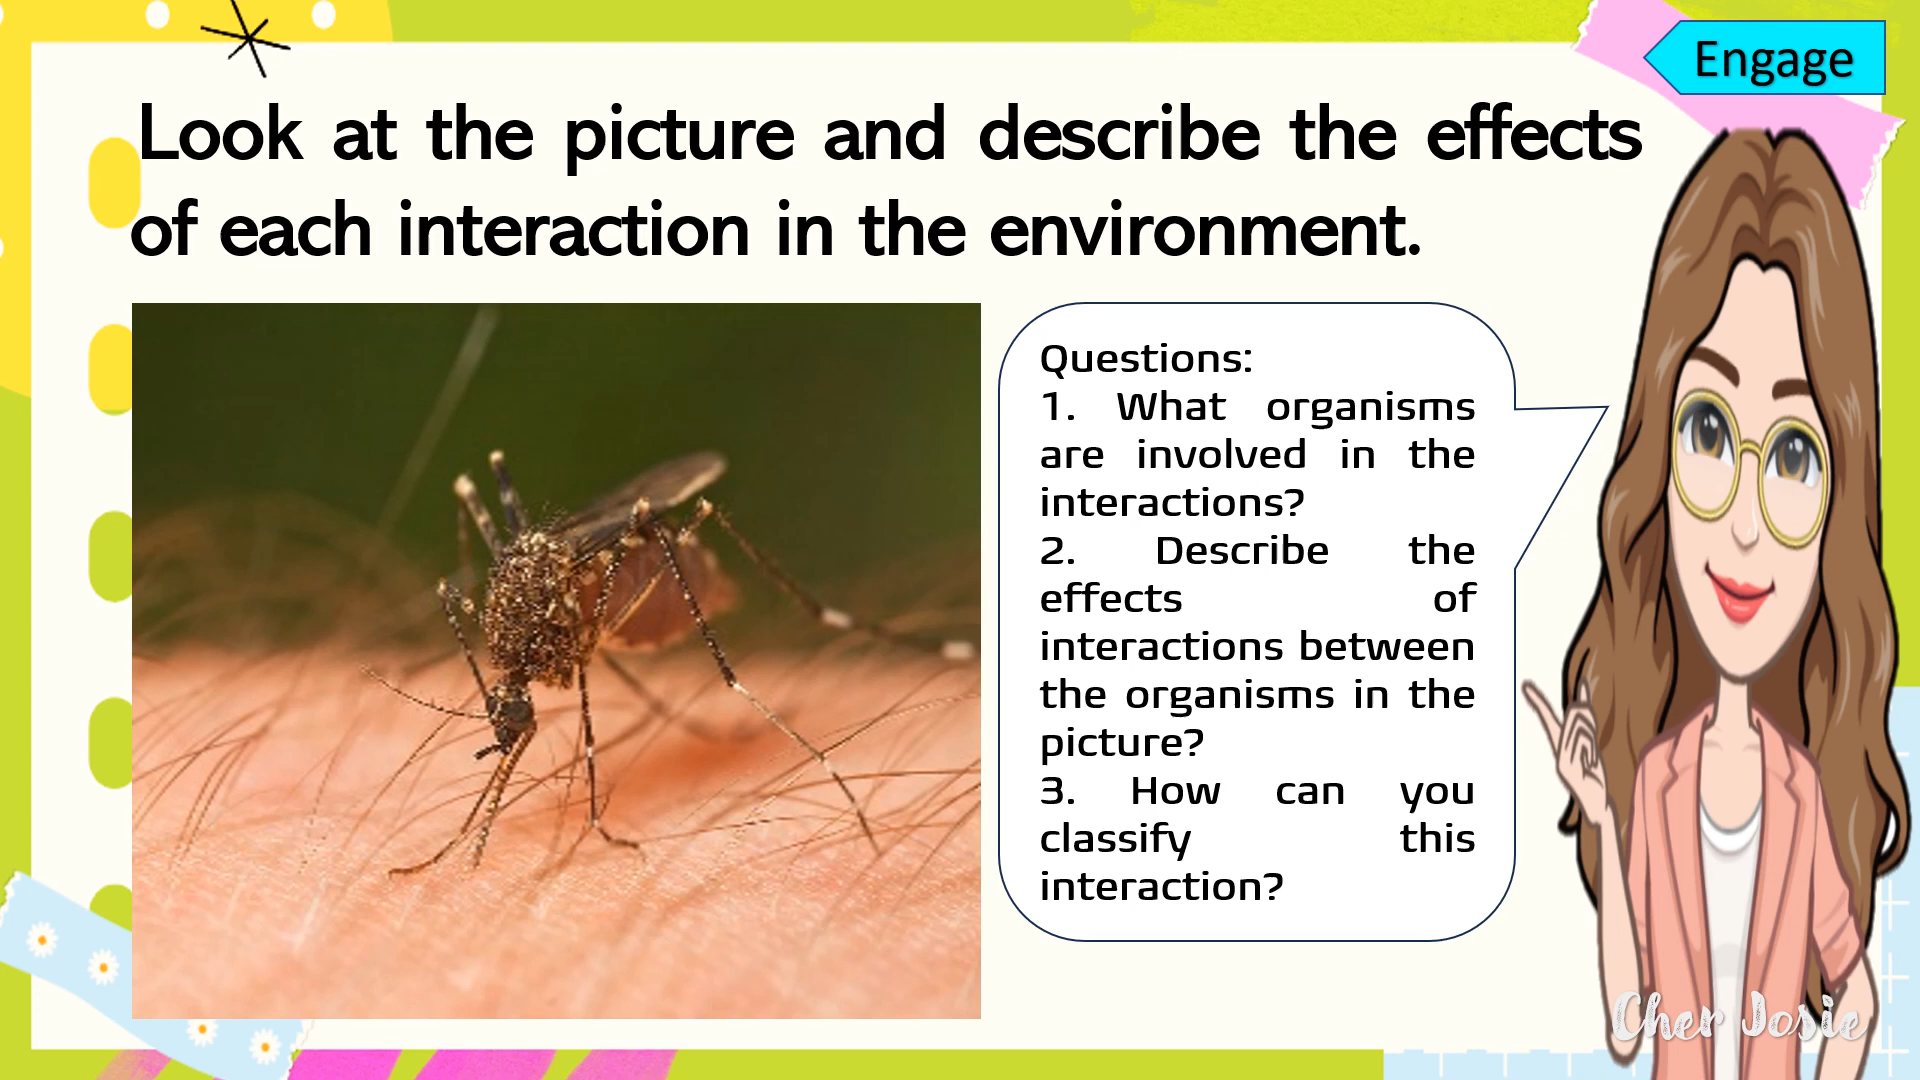 Engage
Look at the picture and describe the effects
of each interaction in the environment.
Questions:
1. What organisms
are involved in the
interactions?
2. Describe the
effects of
interactions between
the organisms in the
picture?
3. How can you
classify this
interaction?
Cher Josie